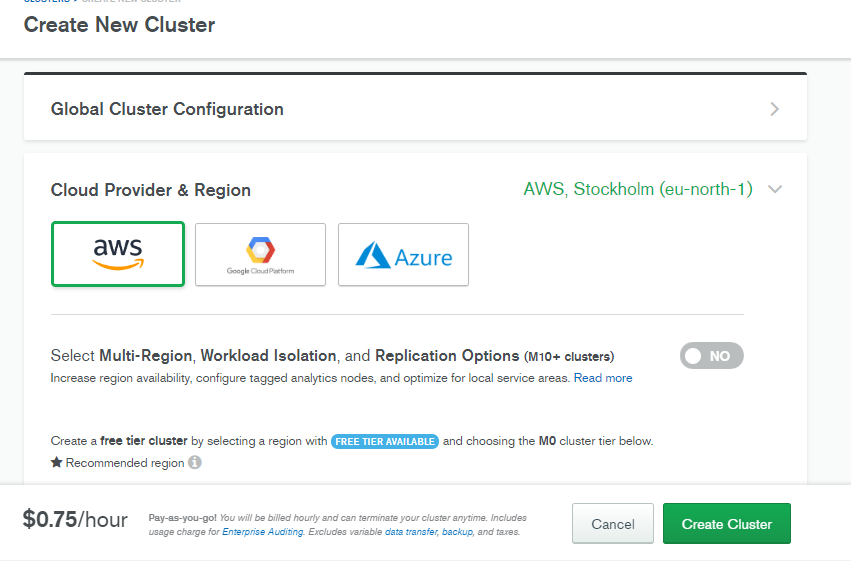 CLUSTERS > CREATE NEW CLUSTER
Create New Cluster
Global Cluster Configuration
Cloud Provider & Region
AWS, Stockholm (eu-north-1)
aws
Google Cloud Platform
Azure
Select Multi-Region, Workload Isolation, and Replication Options (M10+ clusters)
NO
Increase region availability, configure tagged analytics nodes, and optimize for local service areas. Read more
Create a free tier cluster by selecting a region with FREE TIER AVAILABLE and choosing the M0 cluster tier below.
Recommended region
$0.75/hour
Pay-as-you-go! You will be billed hourly and can terminate your cluster anytime. Includes
usage charge for Enterprise Auditing. Excludes variable data transfer, backup, and taxes.
Cancel
Create Cluster